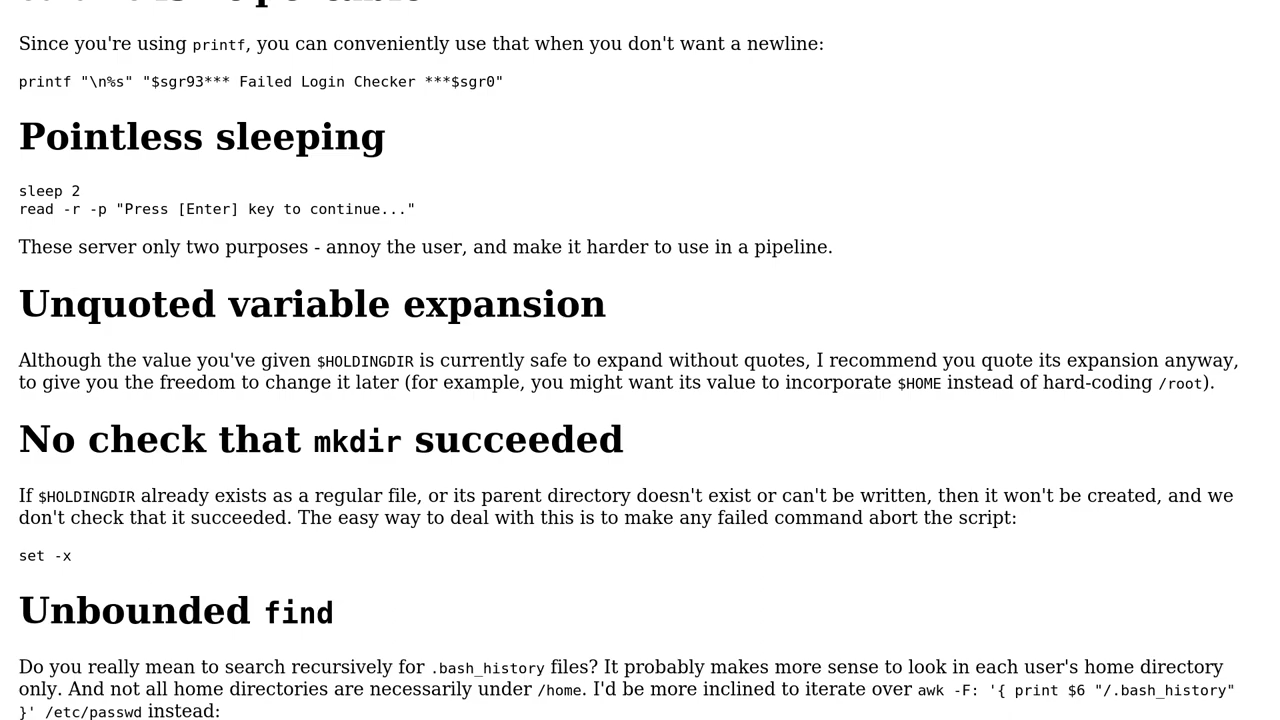 Since you're using printf, you can conveniently use that when you don't want a newline:
printf "\n%s" "$sgr93*** Failed Login Checker ***$sgr0"
Pointless sleeping
sleep 2
read -r -p "Press [Enter] key to continue..."
These server only two purposes - annoy the user, and make it harder to use in a pipeline.
Unquoted variable expansion
Although the value you've given $HOLDINGDIR is currently safe to expand without quotes, I recommend you quote its expansion anyway,
to give you the freedom to change it later (for example, you might want its value to incorporate $HOME instead of hard-coding /root).
No check that mkdir succeeded
If $HOLDINGDIR already exists as a regular file, or its parent directory doesn't exist or can't be written, then it won't be created, and we
don't check that it succeeded. The easy way to deal with this is to make any failed command abort the script:
set -x
Unbounded find
Do you really mean to search recursively for .bash_history files? It probably makes more sense to look in each user's home directory
only. And not all home directories are necessarily under /home. I'd be more inclined to iterate over awk -F: '{ print $6 "/.bash_history"
}' /etc/passwd instead: